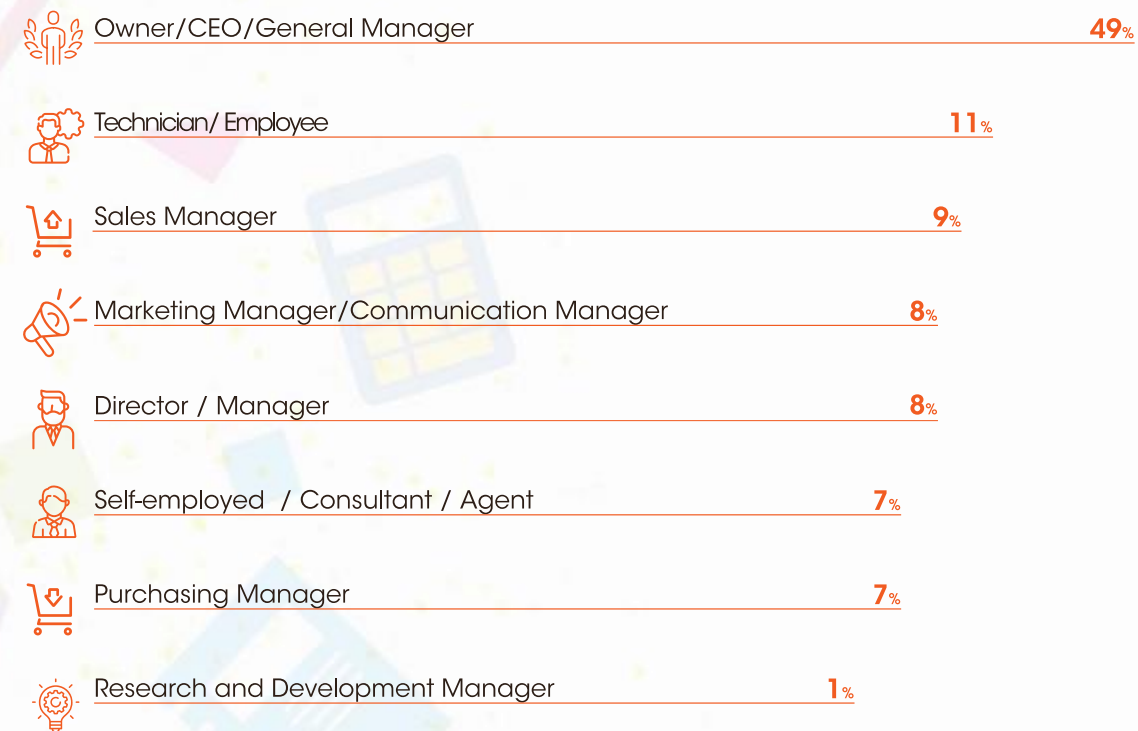 Owner/CEO/General Manager 49%
Technician/ Employee 11%
Sales Manager 9%
Marketing Manager/Communication Manager 8%
Director / Manager 8%
Self-employed / Consultant / Agent 7%
Purchasing Manager 7%
Research and Development Manager 1%